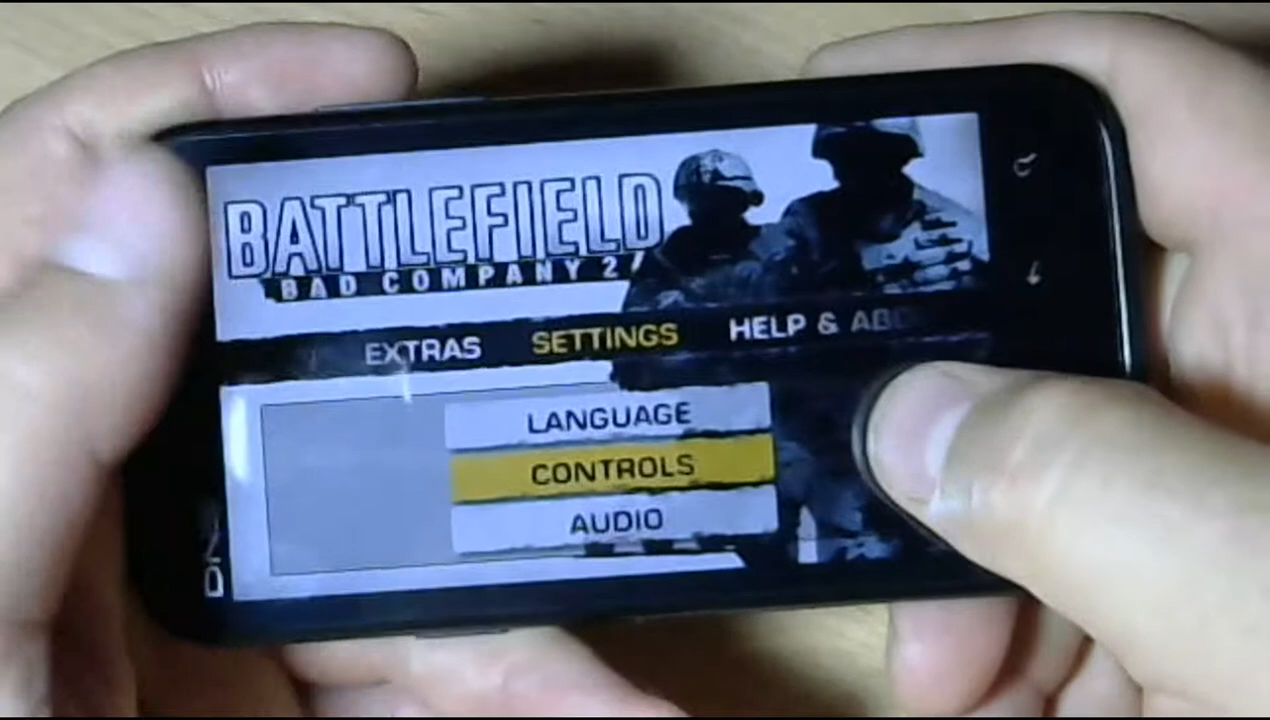 BATTLEFIELD
BAD COMPANY 2
EXTRAS SETTINGS HELP &
LANGUAGE
CONTROLS
AUDIO